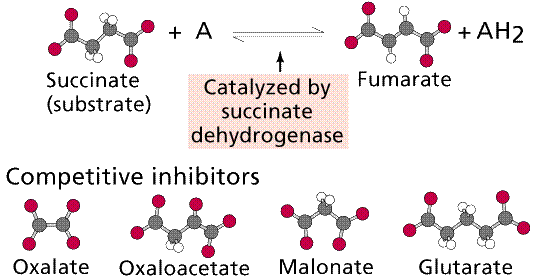 + A
+ AH2
Succinate
(substrate)
Fumarate
Catalyzed by
succinate
dehydrogenase
Competitive inhibitors
Oxalate
Oxaloacetate
Malonate
Glutarate